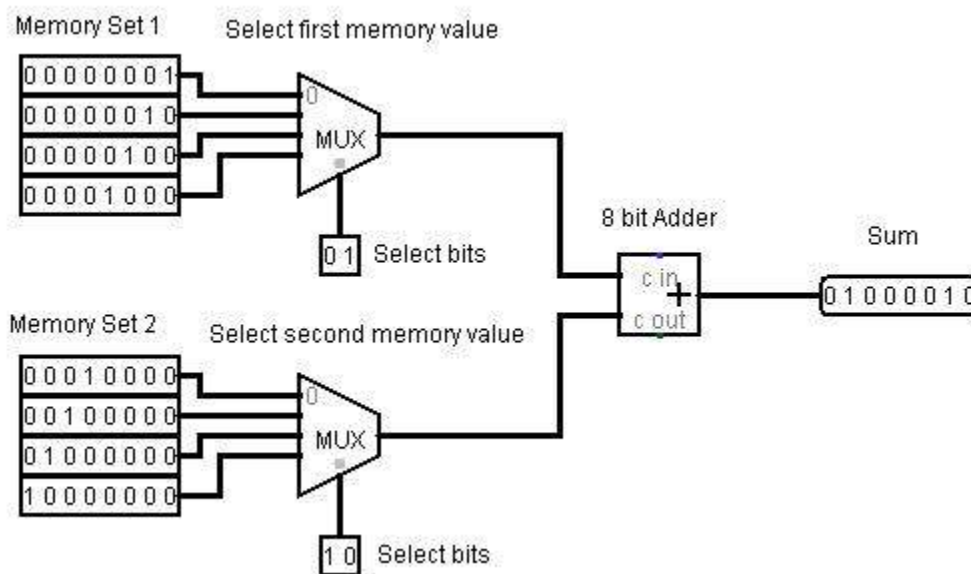 Memory Set 1
Select first memory value
0 0 0 0 0 0 0 1
0 0 0 0 0 0 1 0
0 0 0 0 0 1 0 0
0 0 0 0 1 0 0 0
0
MUX
0 1
Select bits
8 bit Adder
c in
+
c out
Sum
0 1 0 0 0 0 1 0
Memory Set 2
Select second memory value
0 0 0 1 0 0 0 0
0 0 1 0 0 0 0 0
0 1 0 0 0 0 0 0
1 0 0 0 0 0 0 0
0
MUX
1 0
Select bits